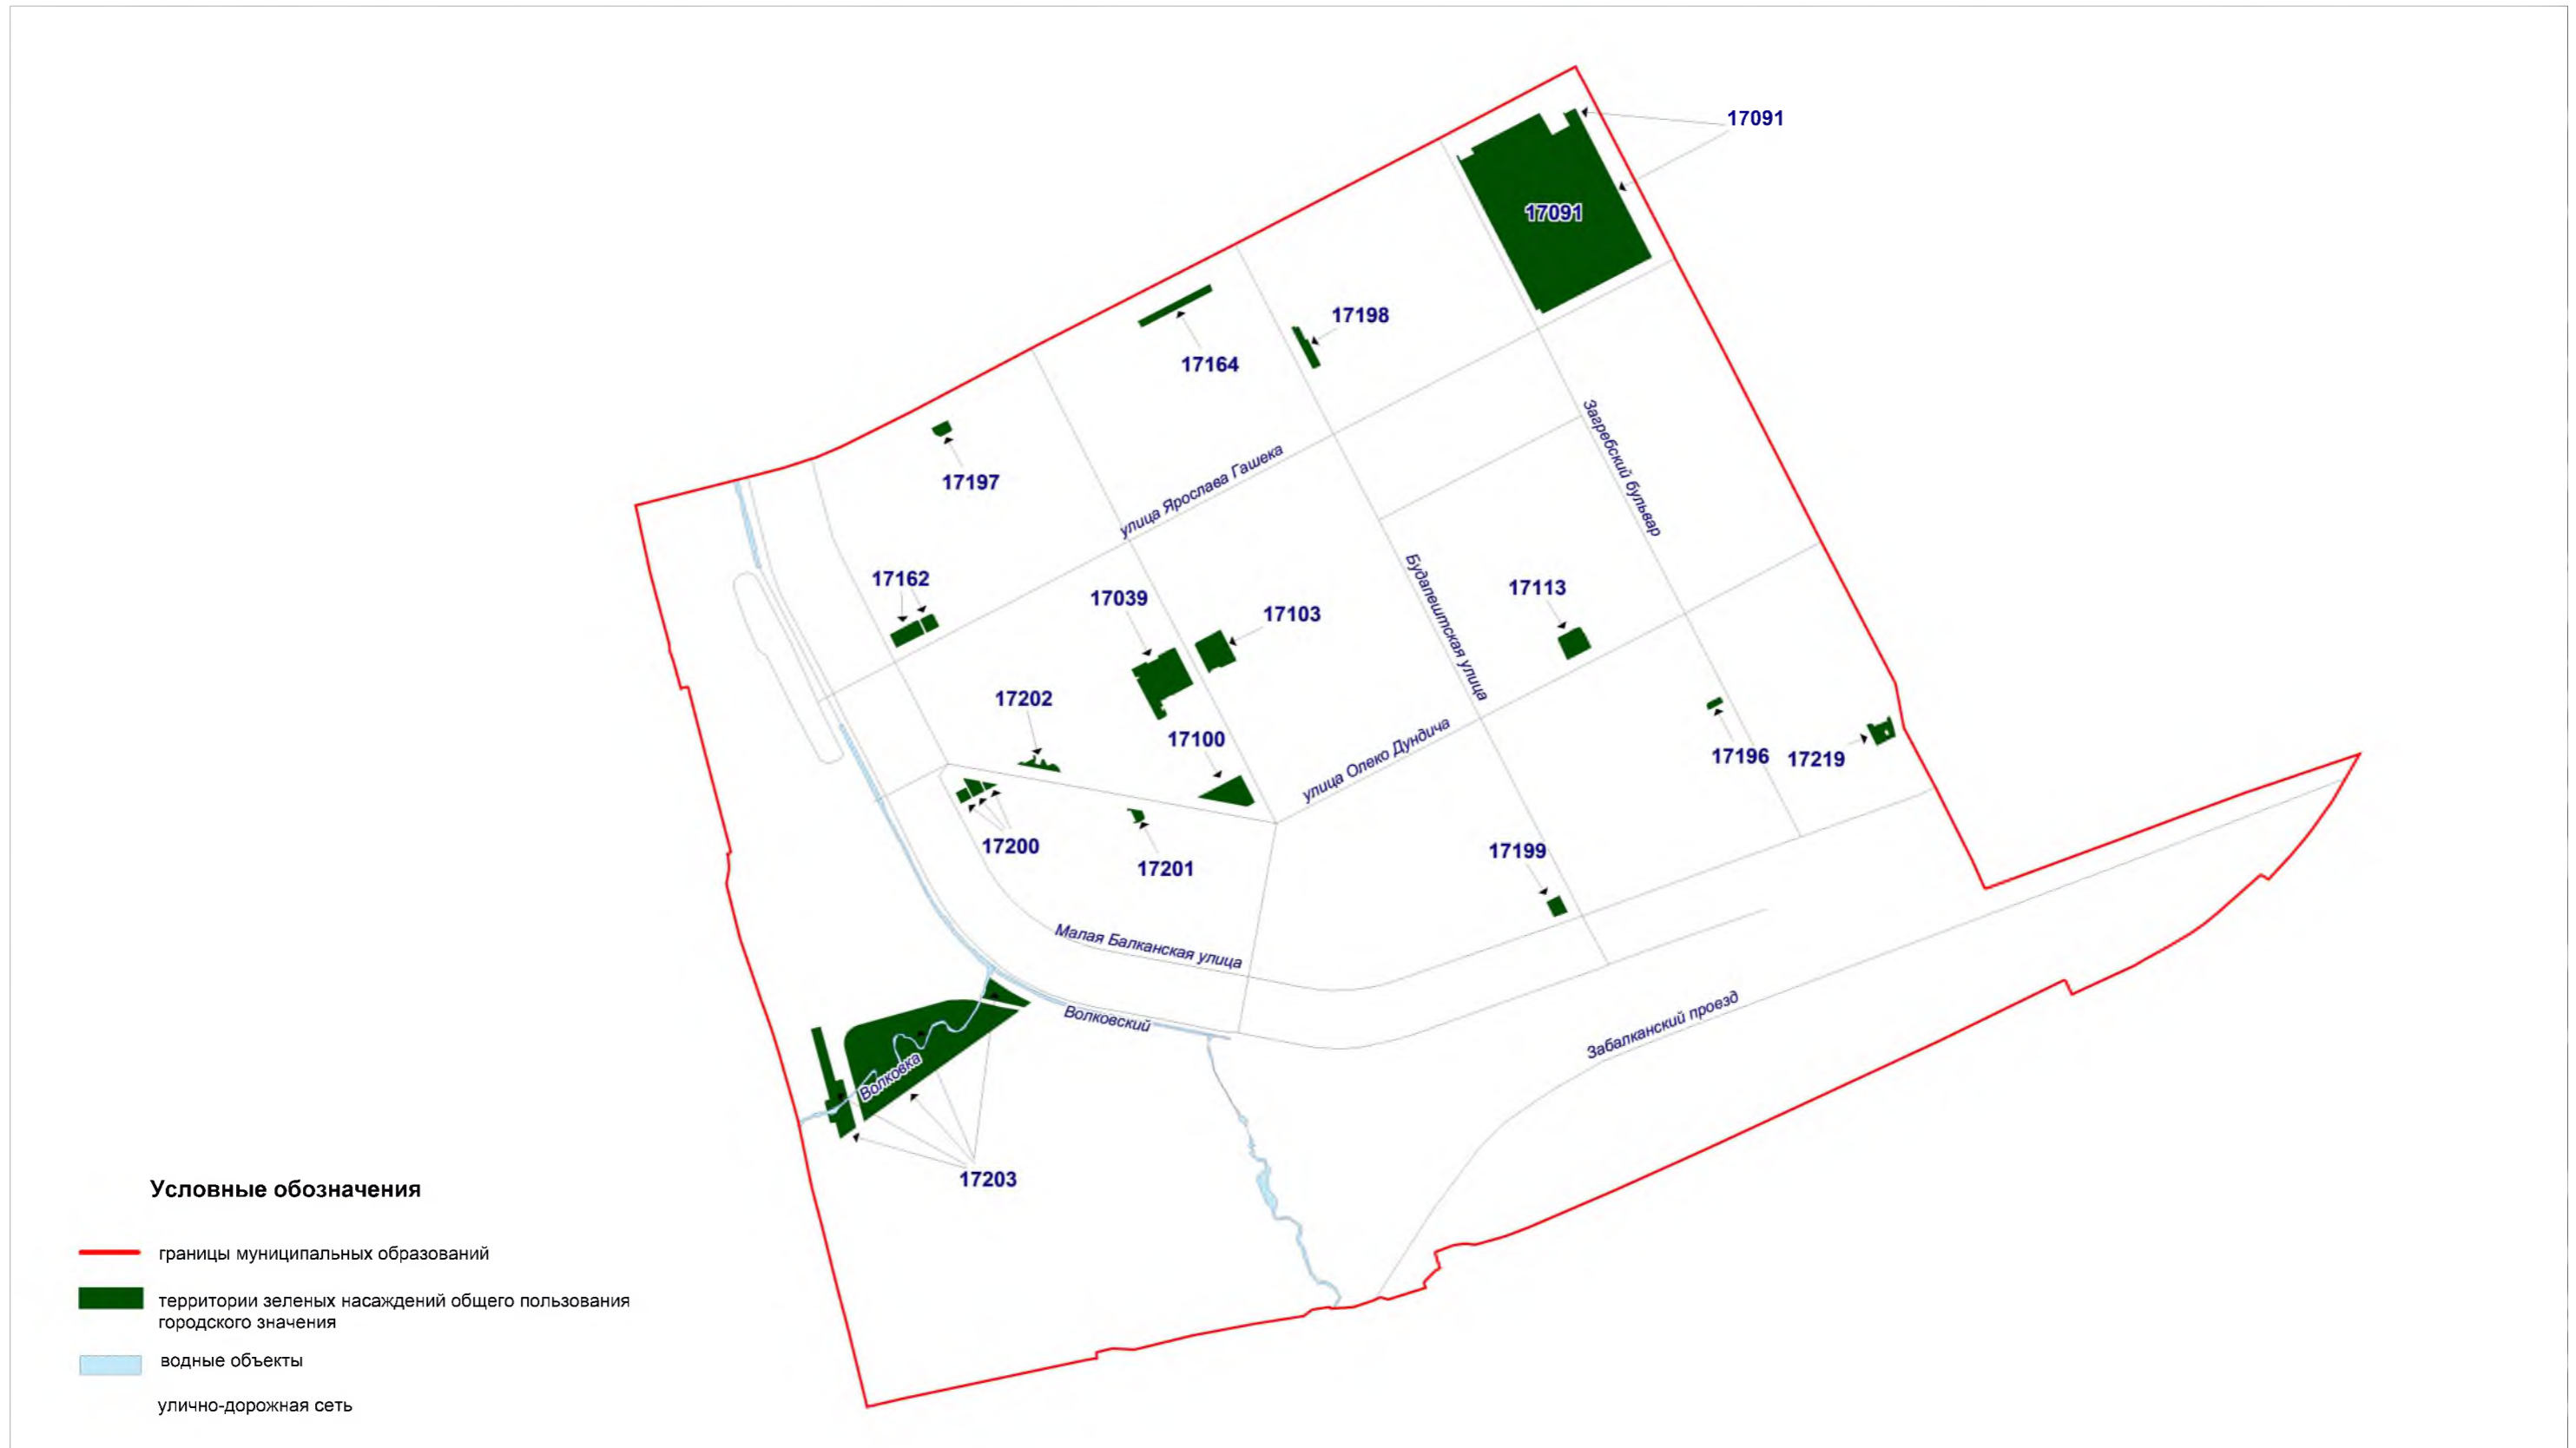 17091
17091
17198
17164
17197
улица Ярослава Гашека
Загребский бульвар
17162
17039
17103
17113
Будапештская улица
17202
17100
улица Олеко Дундича
17196
17219
17200
17201
17199
Малая Балканская улица
Волковский
Забалканский проезд
Волковка
17203
Условные обозначения
границы муниципальных образований
территории зеленых насаждений общего пользования
городского значения
водные объекты
улично-дорожная сеть